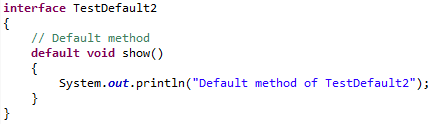 interface TestDefault2
{
    // Default method
    default void show()
    {
        System.out.println("Default method of TestDefault2");
    }
}